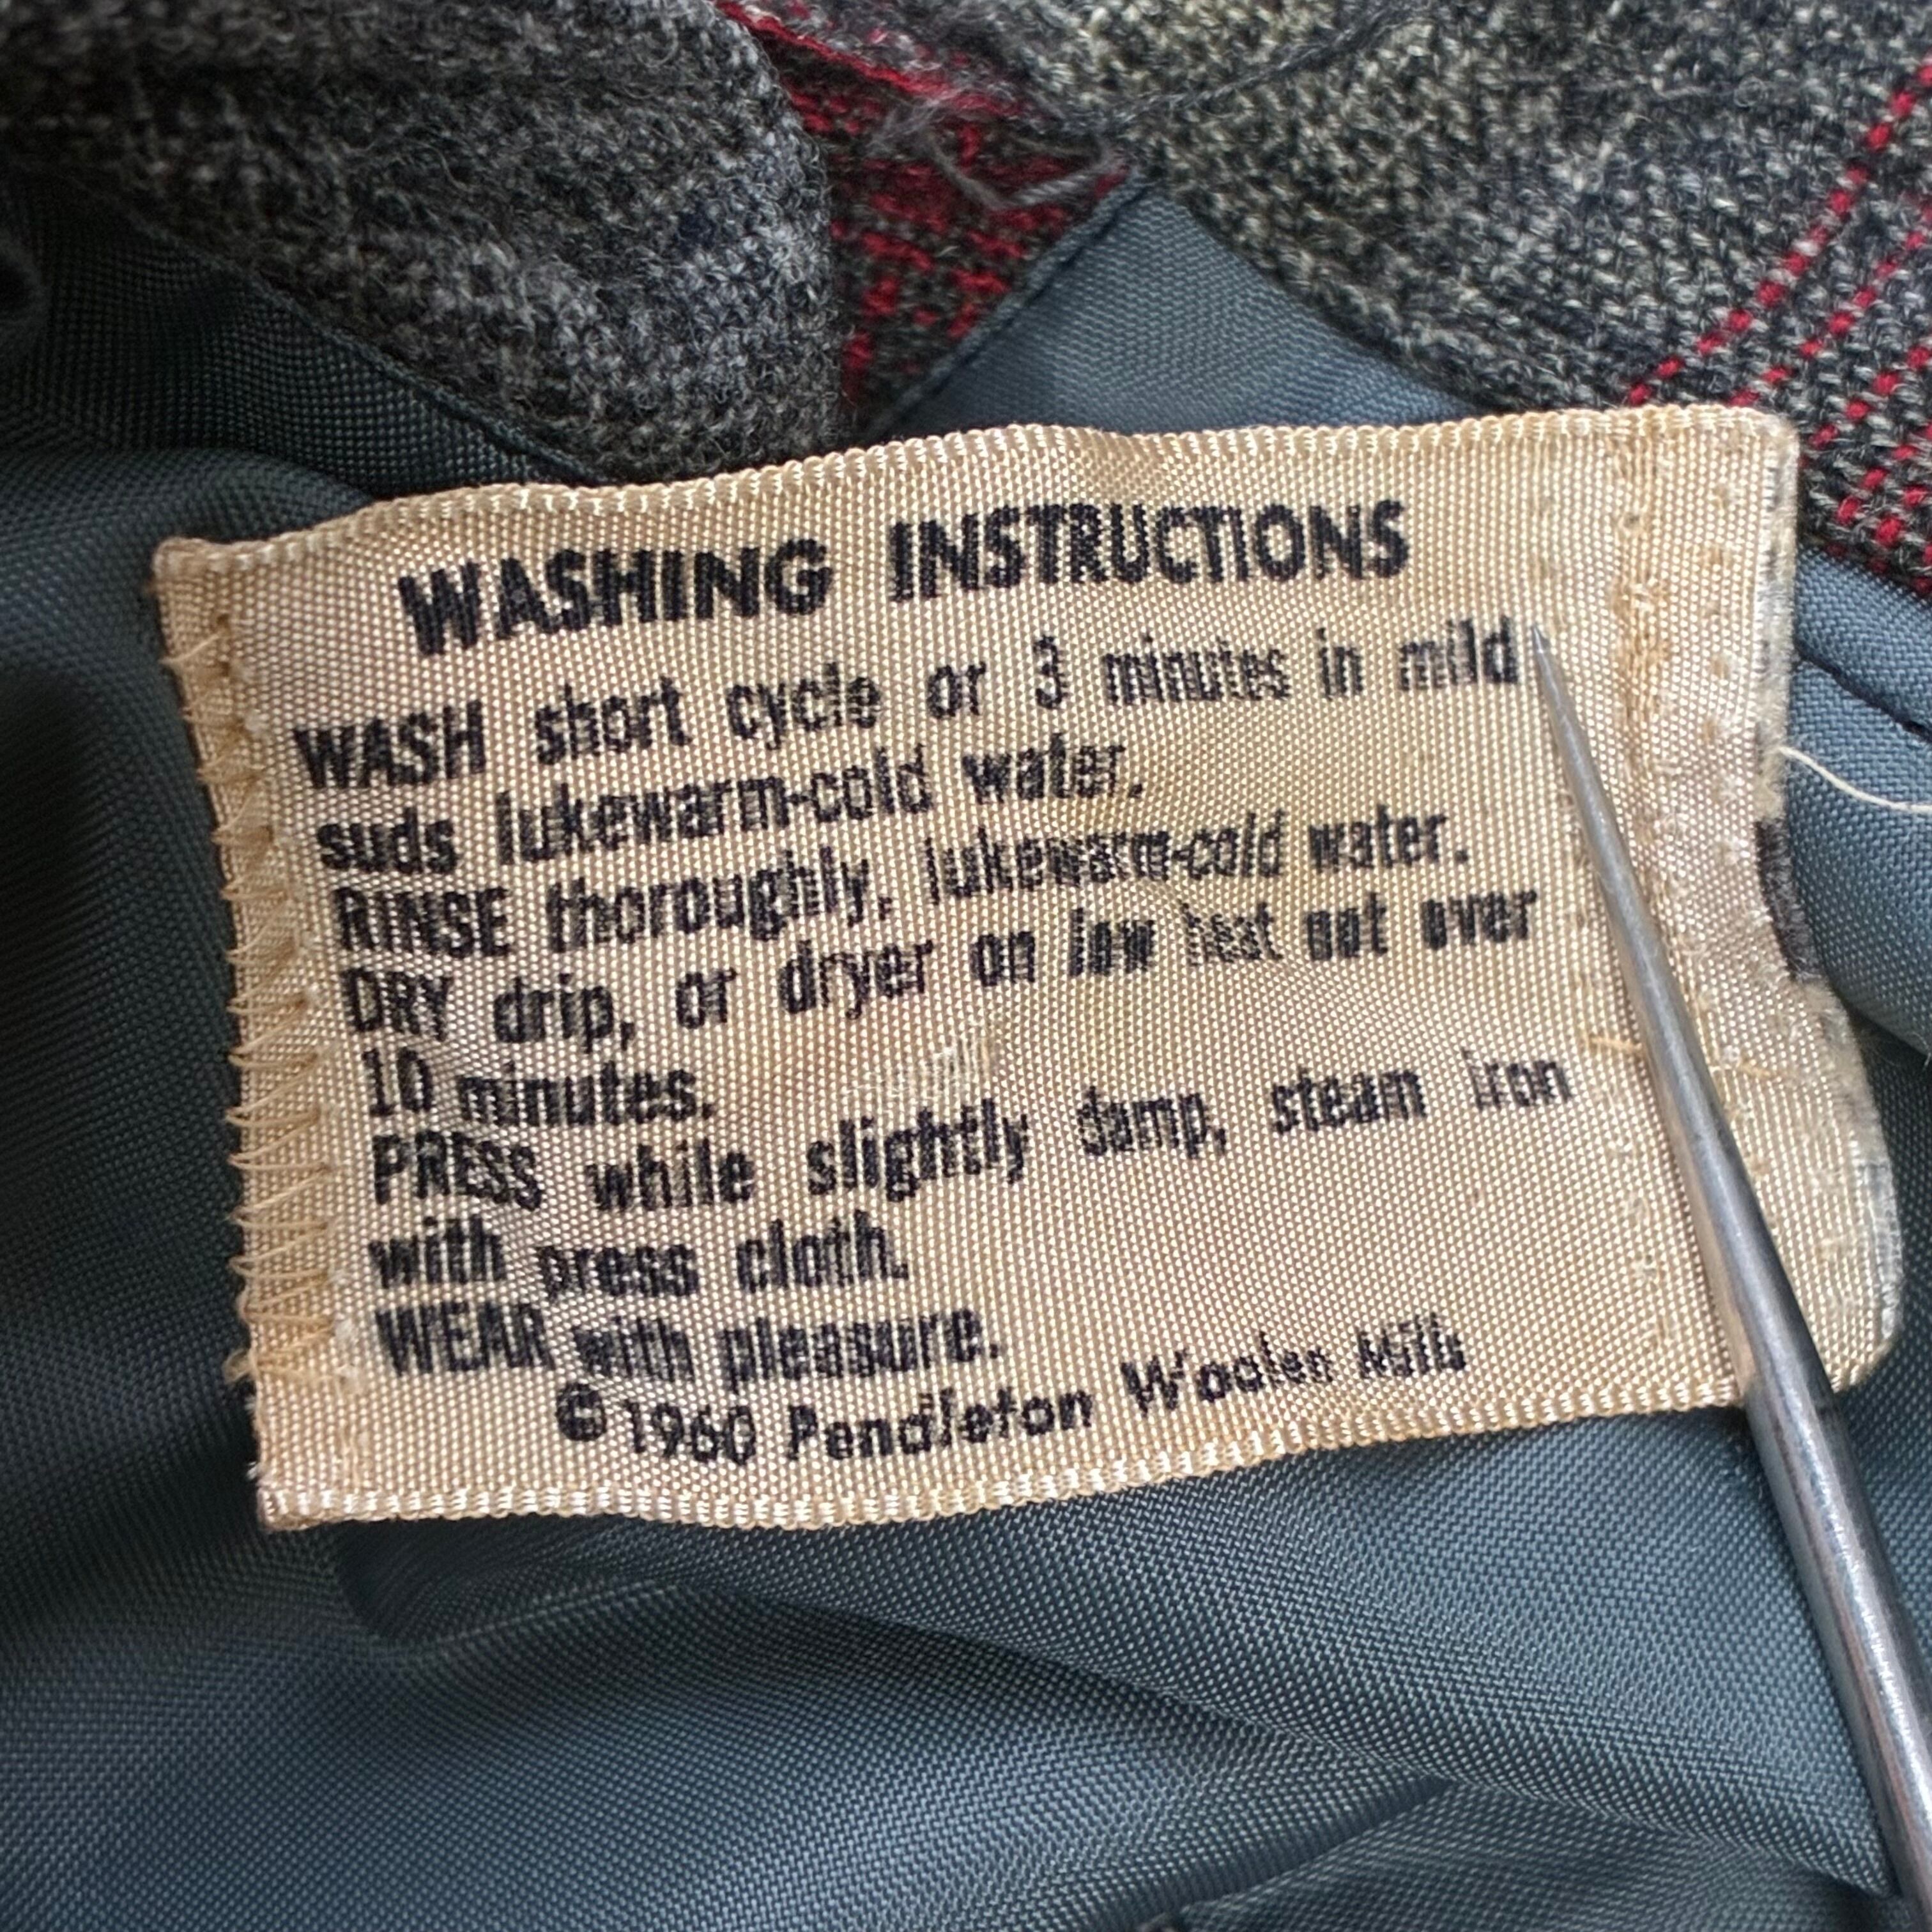 WASHING INSTRUCTIONS
WASH short cycle or 3 minutes in mild
suds lukewarm-cold water.
RINSE thoroughly, lukewarm-cold water.
DRY drip, or dryer on low heat not over
10 minutes.
PRESS while slightly damp, steam iron
with press cloth.
WEAR with pleasure.
© 1960 Pendleton Woolen Mills